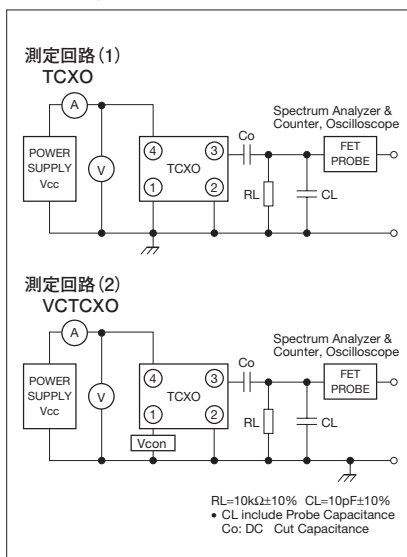 測定回路(1)
TCXO
A
POWER
SUPPLY
Vcc
V
④ ③
TCXO
① ②
Co
RL
CL
Spectrum Analyzer &
Counter, Oscilloscope
FET
PROBE
測定回路(2)
VCTCXO
A
POWER
SUPPLY
Vcc
V
④ ③
TCXO
① ②
Vcon
Co
RL
CL
Spectrum Analyzer &
Counter, Oscilloscope
FET
PROBE
RL=10kΩ±10% CL=10pF±10%
• CL include Probe Capacitance
Co: DC Cut Capacitance